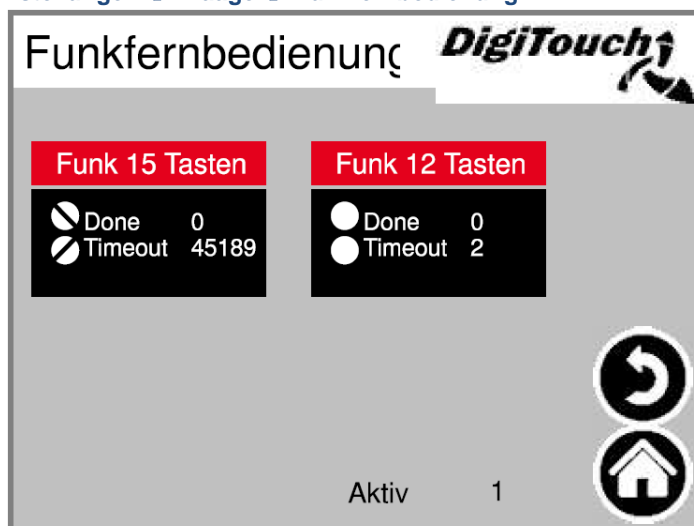 Funkfernbedienung
DigiTouch
Funk 15 Tasten
Done 0
Timeout 45189
Funk 12 Tasten
Done 0
Timeout 2
Aktiv 1